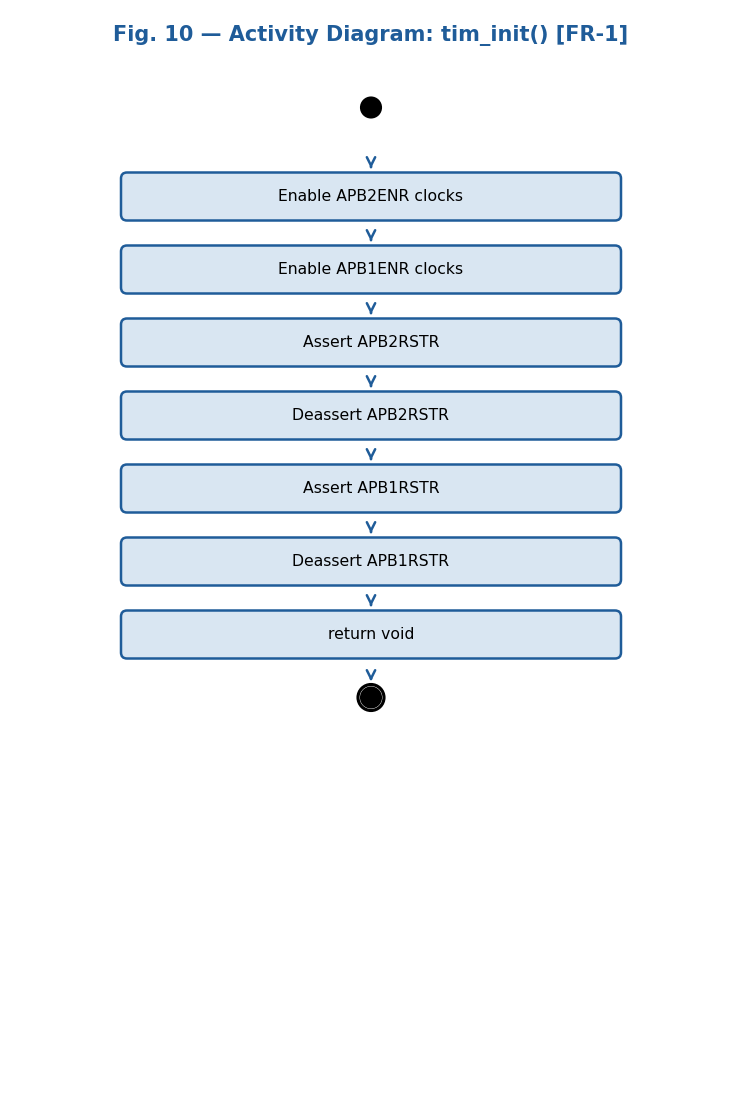 Fig. 10 — Activity Diagram: tim_init() [FR-1]
Enable APB2ENR clocks
Enable APB1ENR clocks
Assert APB2RSTR
Deassert APB2RSTR
Assert APB1RSTR
Deassert APB1RSTR
return void